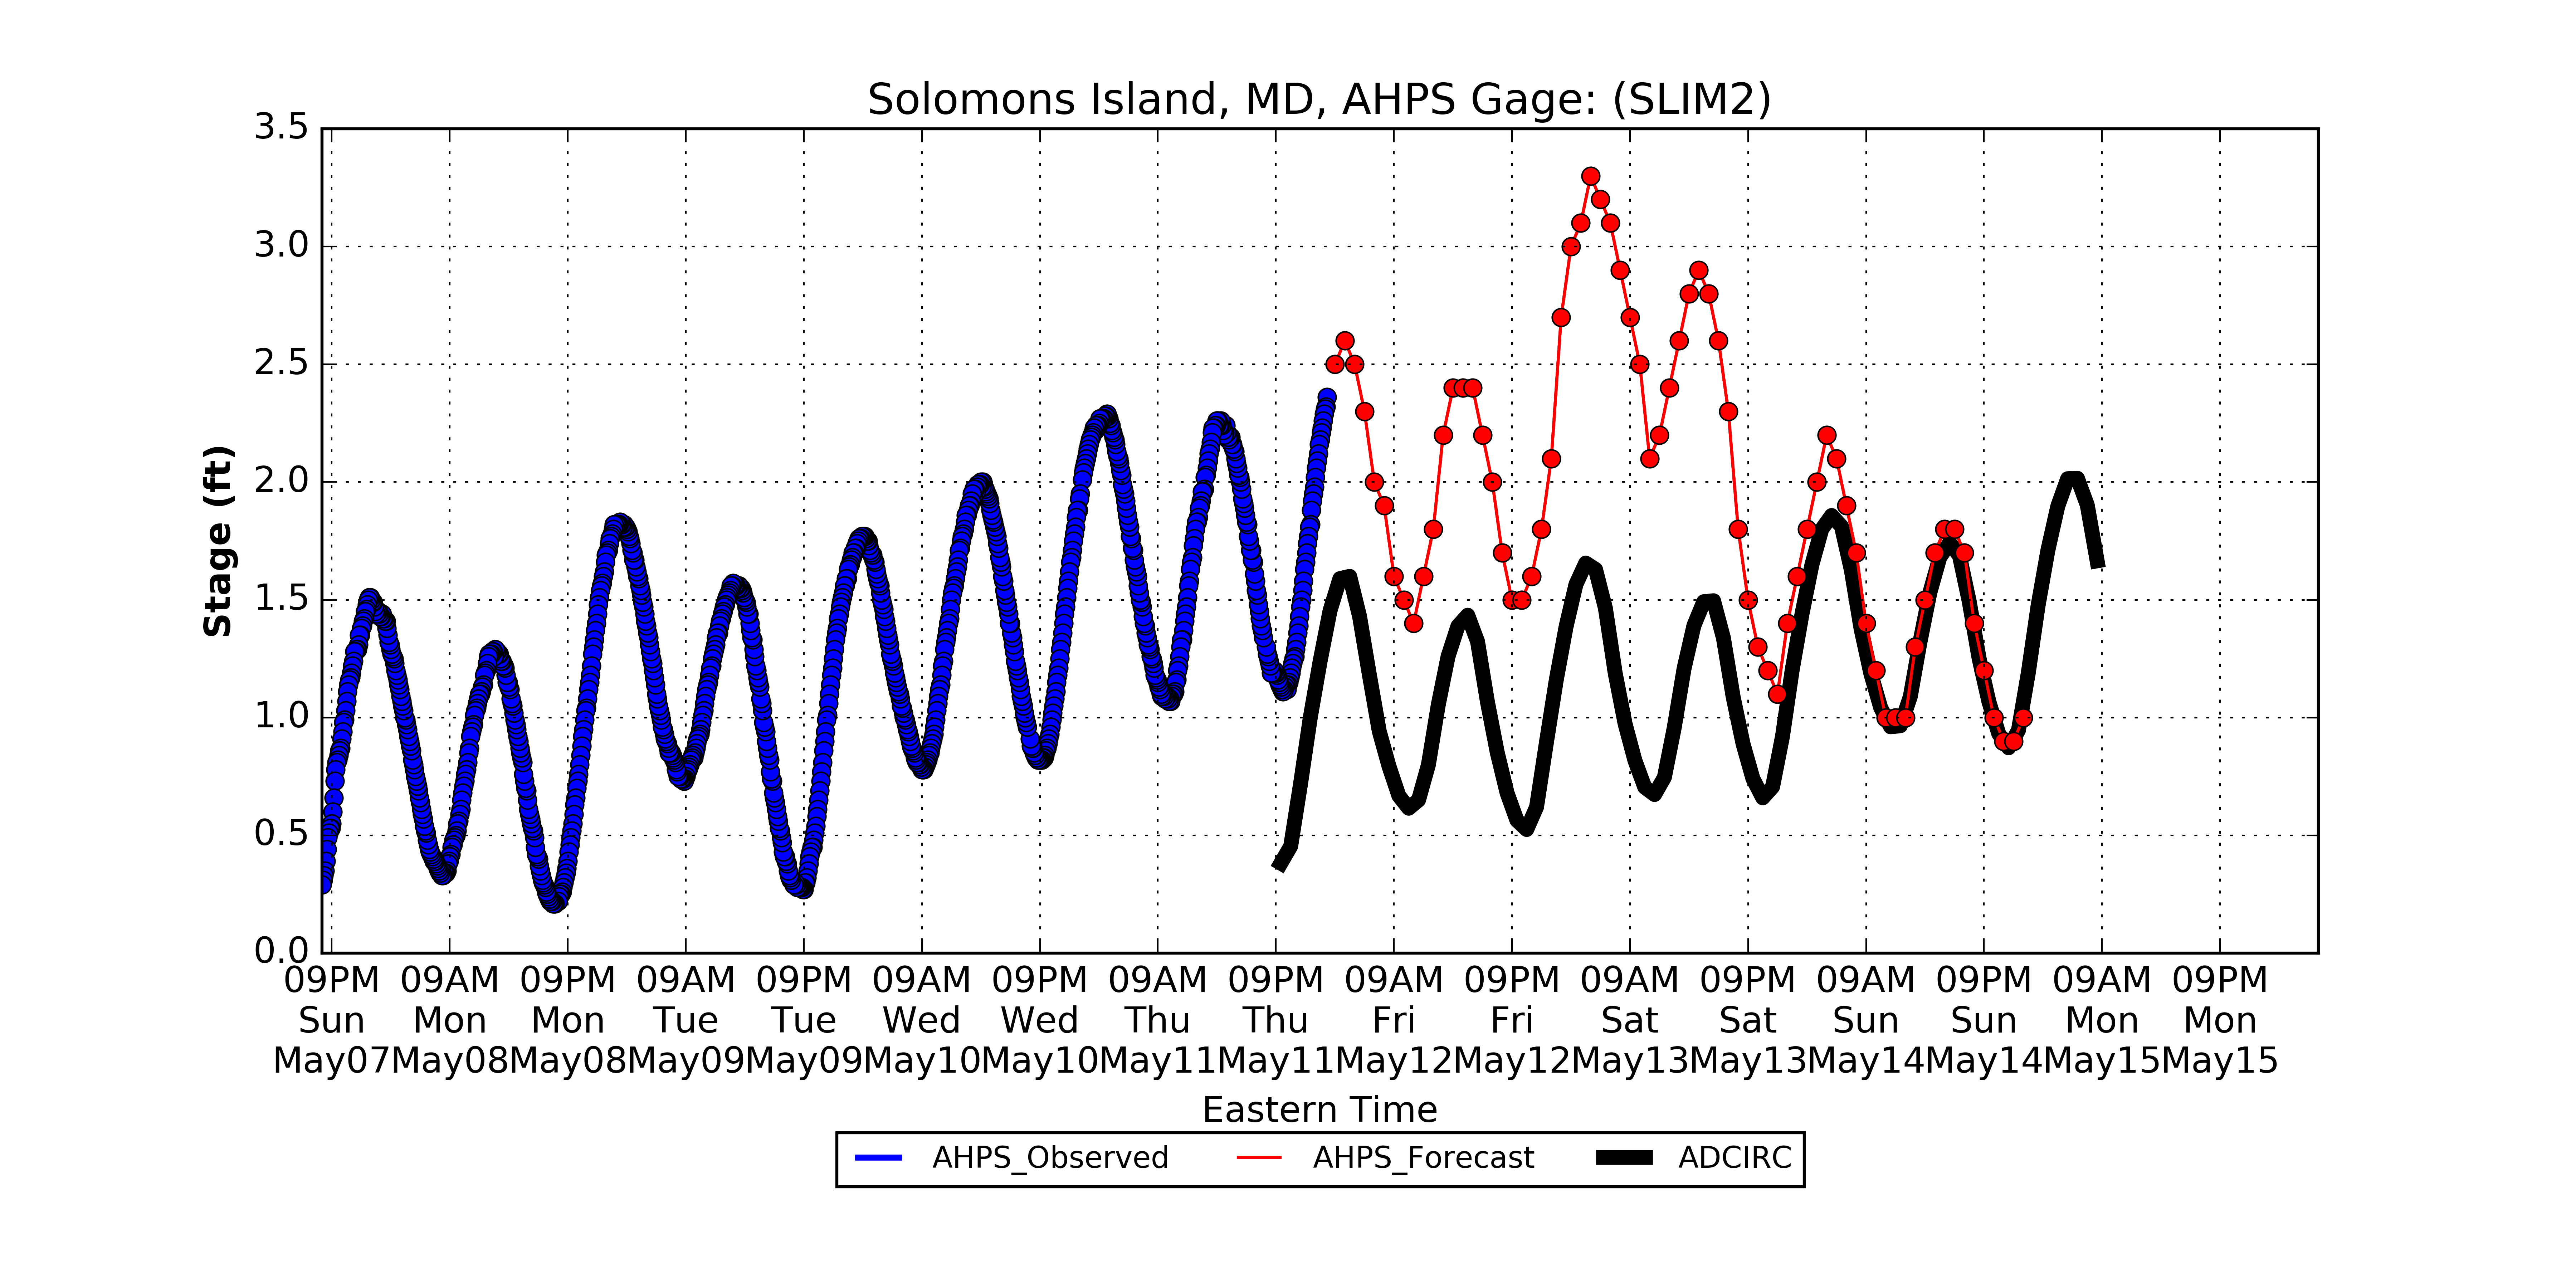 Solomons Island, MD, AHPS Gage: (SLIM2)
3.5
3.0
2.5
2.0
1.5
1.0
0.5
0.0
Stage (ft)
09PM 09AM 09PM 09AM 09PM 09AM 09PM 09AM 09PM 09AM 09PM 09AM 09PM 09AM 09PM 09AM 09PM
Sun Mon Mon Tue Tue Wed Wed Thu Thu Fri Fri Sat Sat Sun Sun Mon Mon
May07 May08 May08 May09 May09 May10 May10 May11 May11 May12 May12 May13 May13 May14 May14 May15 May15
Eastern Time
AHPS_Observed AHPS_Forecast ADCIRC